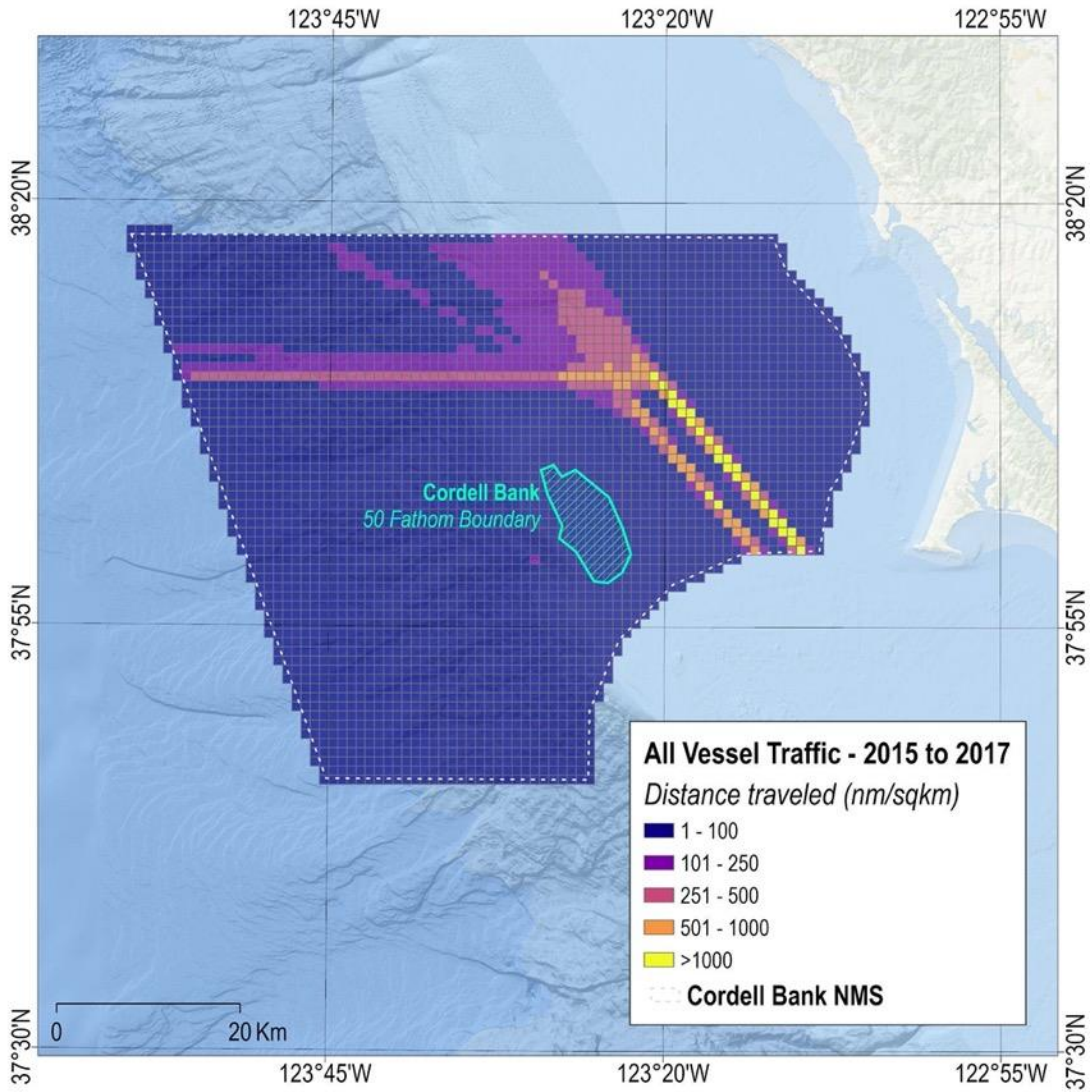 123°45'W
123°20'W
122°55'W
38°20'N
38°20'N
Cordell Bank
50 Fathom Boundary
37°55'N
37°55'N
All Vessel Traffic - 2015 to 2017
Distance traveled (nm/sqkm)
1 - 100
101 - 250
251 - 500
501 - 1000
>1000
Cordell Bank NMS
0 20 Km
37°30'N
37°30'N
123°45'W
123°20'W
122°55'W